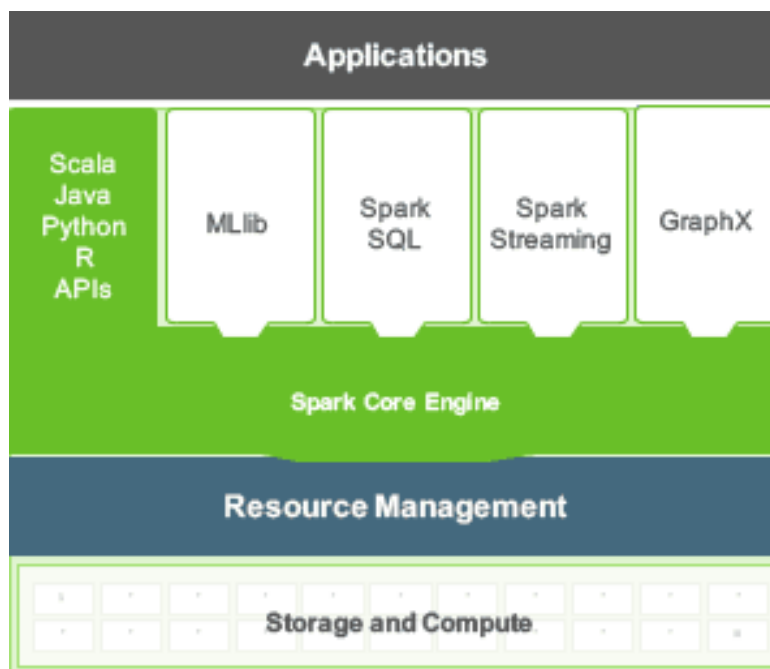 Applications
Scala
Java
Python
R
APIs
MLlib
Spark
SQL
Spark
Streaming
GraphX
Spark Core Engine
Resource Management
Storage and Compute